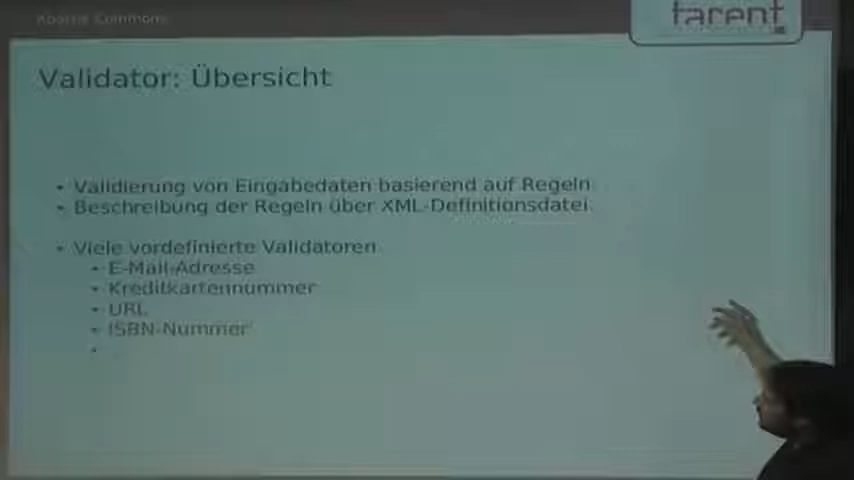 Apache Commons
tarent
Validator: Übersicht
• Validierung von Eingabedaten basierend auf Regeln
• Beschreibung der Regeln über XML-Definitionsdatei
• Viele vordefinierte Validatoren
• E-Mail-Adresse
• Kreditkartennummer
• URL
• ISBN-Nummer
•